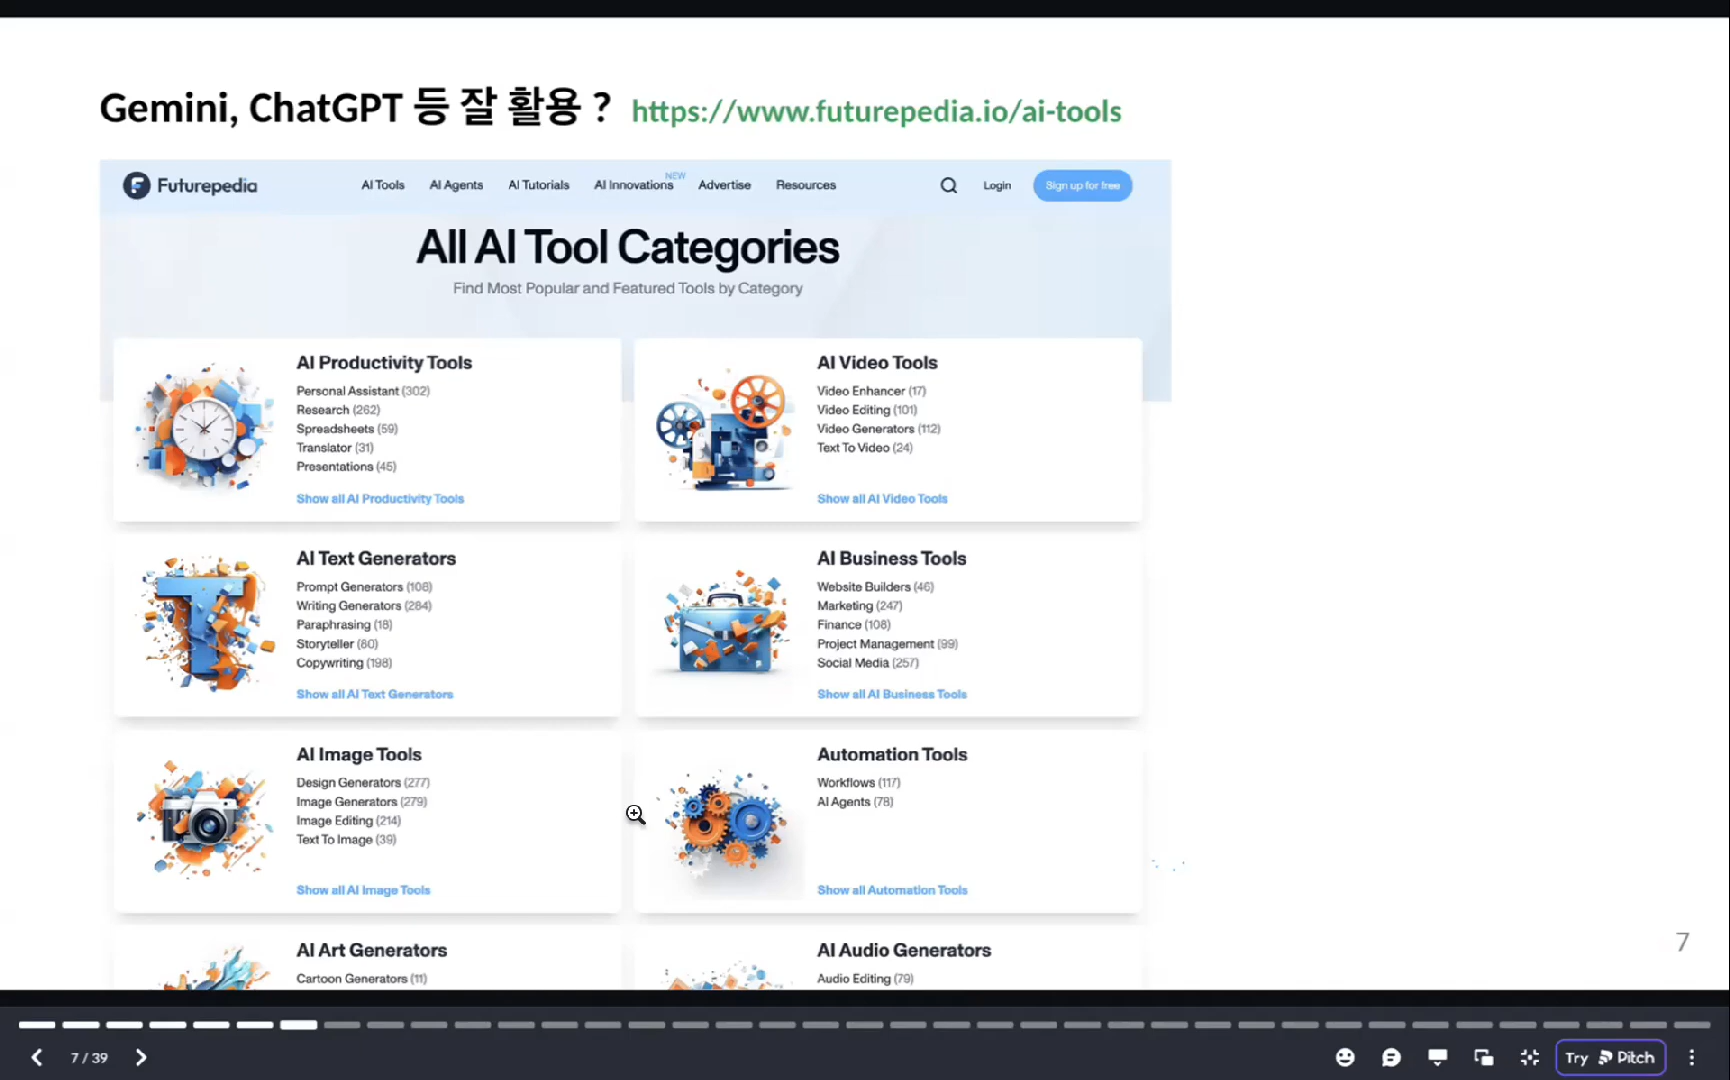 Gemini, ChatGPT 등 잘 활용 ? https://www.futurepedia.io/ai-tools
Futurepedia AI Tools AI Agents AI Tutorials AI Innovations NEW Advertise Resources Login Sign up for free
All AI Tool Categories
Find Most Popular and Featured Tools by Category
AI Productivity Tools
Personal Assistant (302)
Research (262)
Spreadsheets (59)
Translator (31)
Presentations (45)
Show all AI Productivity Tools
AI Video Tools
Video Enhancer (17)
Video Editing (101)
Video Generators (112)
Text To Video (24)
Show all AI Video Tools
AI Text Generators
Prompt Generators (108)
Writing Generators (284)
Paraphrasing (18)
Storyteller (80)
Copywriting (198)
Show all AI Text Generators
AI Business Tools
Website Builders (46)
Marketing (247)
Finance (108)
Project Management (99)
Social Media (257)
Show all AI Business Tools
AI Image Tools
Design Generators (277)
Image Generators (279)
Image Editing (214)
Text To Image (39)
Show all AI Image Tools
Automation Tools
Workflows (117)
AI Agents (78)
Show all Automation Tools
AI Art Generators
Cartoon Generators (11)
AI Audio Generators
Audio Editing (79)
7
7 / 39
Try Pitch